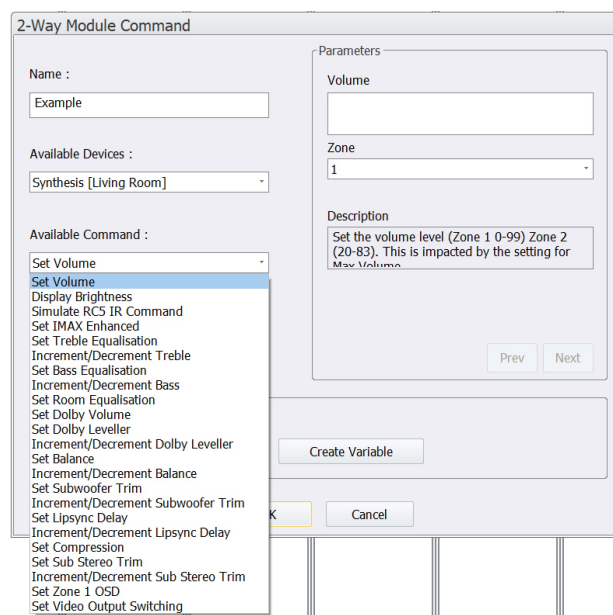 2-Way Module Command
Name :
Example
Available Devices :
Synthesis [Living Room]
Available Command :
Set Volume
Set Volume
Display Brightness
Simulate RC5 IR Command
Set IMAX Enhanced
Set Treble Equalisation
Increment/Decrement Treble
Set Bass Equalisation
Increment/Decrement Bass
Set Room Equalisation
Set Dolby Volume
Set Dolby Leveller
Increment/Decrement Dolby Leveller
Set Balance
Increment/Decrement Balance
Set Subwoofer Trim
Increment/Decrement Subwoofer Trim
Set Lipsync Delay
Increment/Decrement Lipsync Delay
Set Compression
Set Sub Stereo Trim
Increment/Decrement Sub Stereo Trim
Set Zone 1 OSD
Set Video Output Switching
Parameters
Volume
Zone
1
Description
Set the volume level (Zone 1 0-99) Zone 2
(20-83). This is impacted by the setting for
Max Volume
Prev
Next
Create Variable
K
Cancel